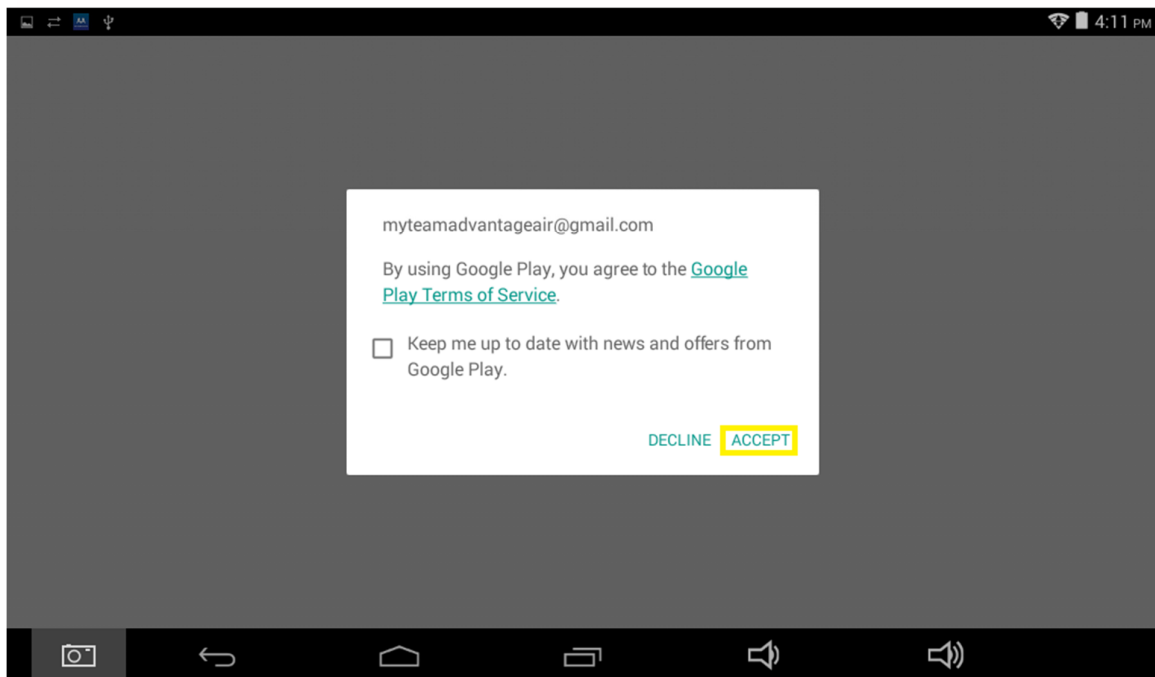 4:11 PM
myteamadvantageair@gmail.com
By using Google Play, you agree to the Google
Play Terms of Service.
Keep me up to date with news and offers from
Google Play.
DECLINE ACCEPT